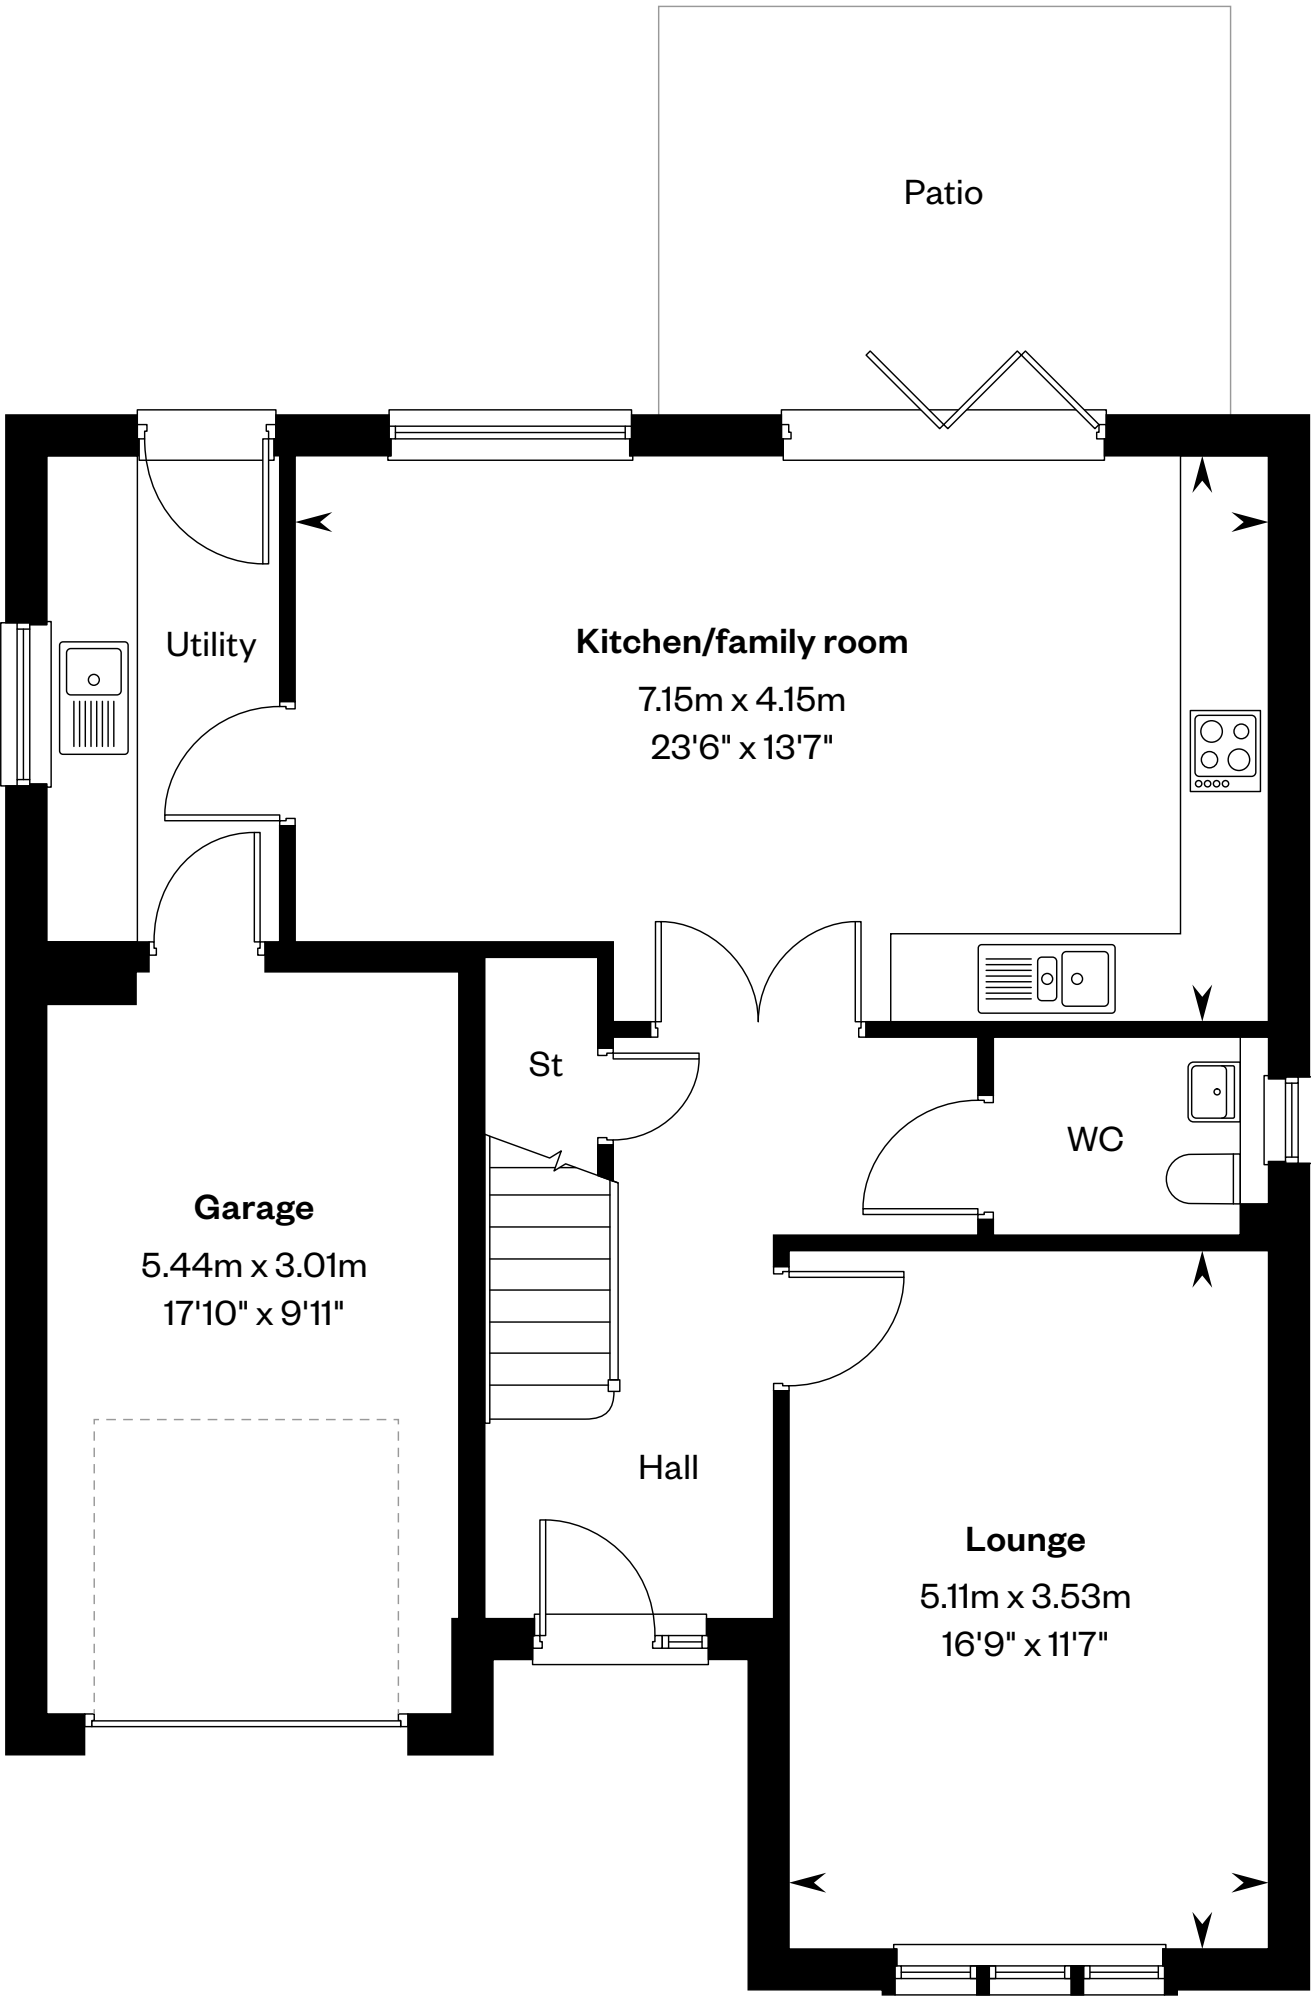 Patio
Utility
Kitchen/family room
7.15m x 4.15m
23'6" x 13'7"
St
WC
Garage
5.44m x 3.01m
17'10" x 9'11"
Hall
Lounge
5.11m x 3.53m
16'9" x 11'7"